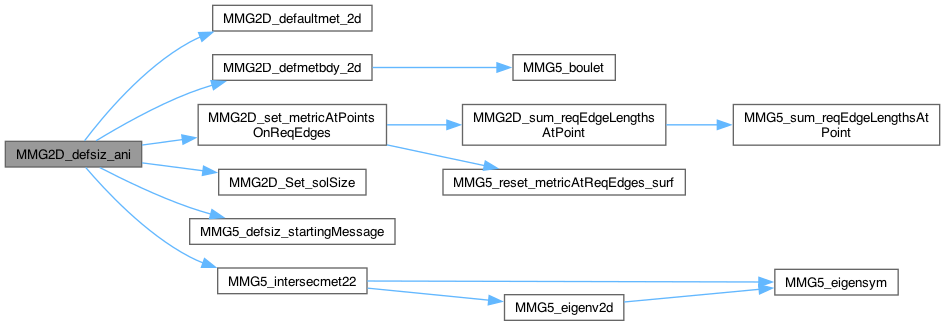 MMG2D_defsiz_ani
MMG2D_defaultmet_2d
MMG2D_defmetbdy_2d
MMG5_boulet
MMG2D_set_metricAtPoints
OnReqEdges
MMG2D_sum_reqEdgeLengths
AtPoint
MMG5_sum_reqEdgeLengthsAt
Point
MMG5_reset_metricAtReqEdges_surf
MMG2D_Set_solSize
MMG5_defsiz_startingMessage
MMG5_intersecmet22
MMG5_eigenv2d
MMG5_eigensym